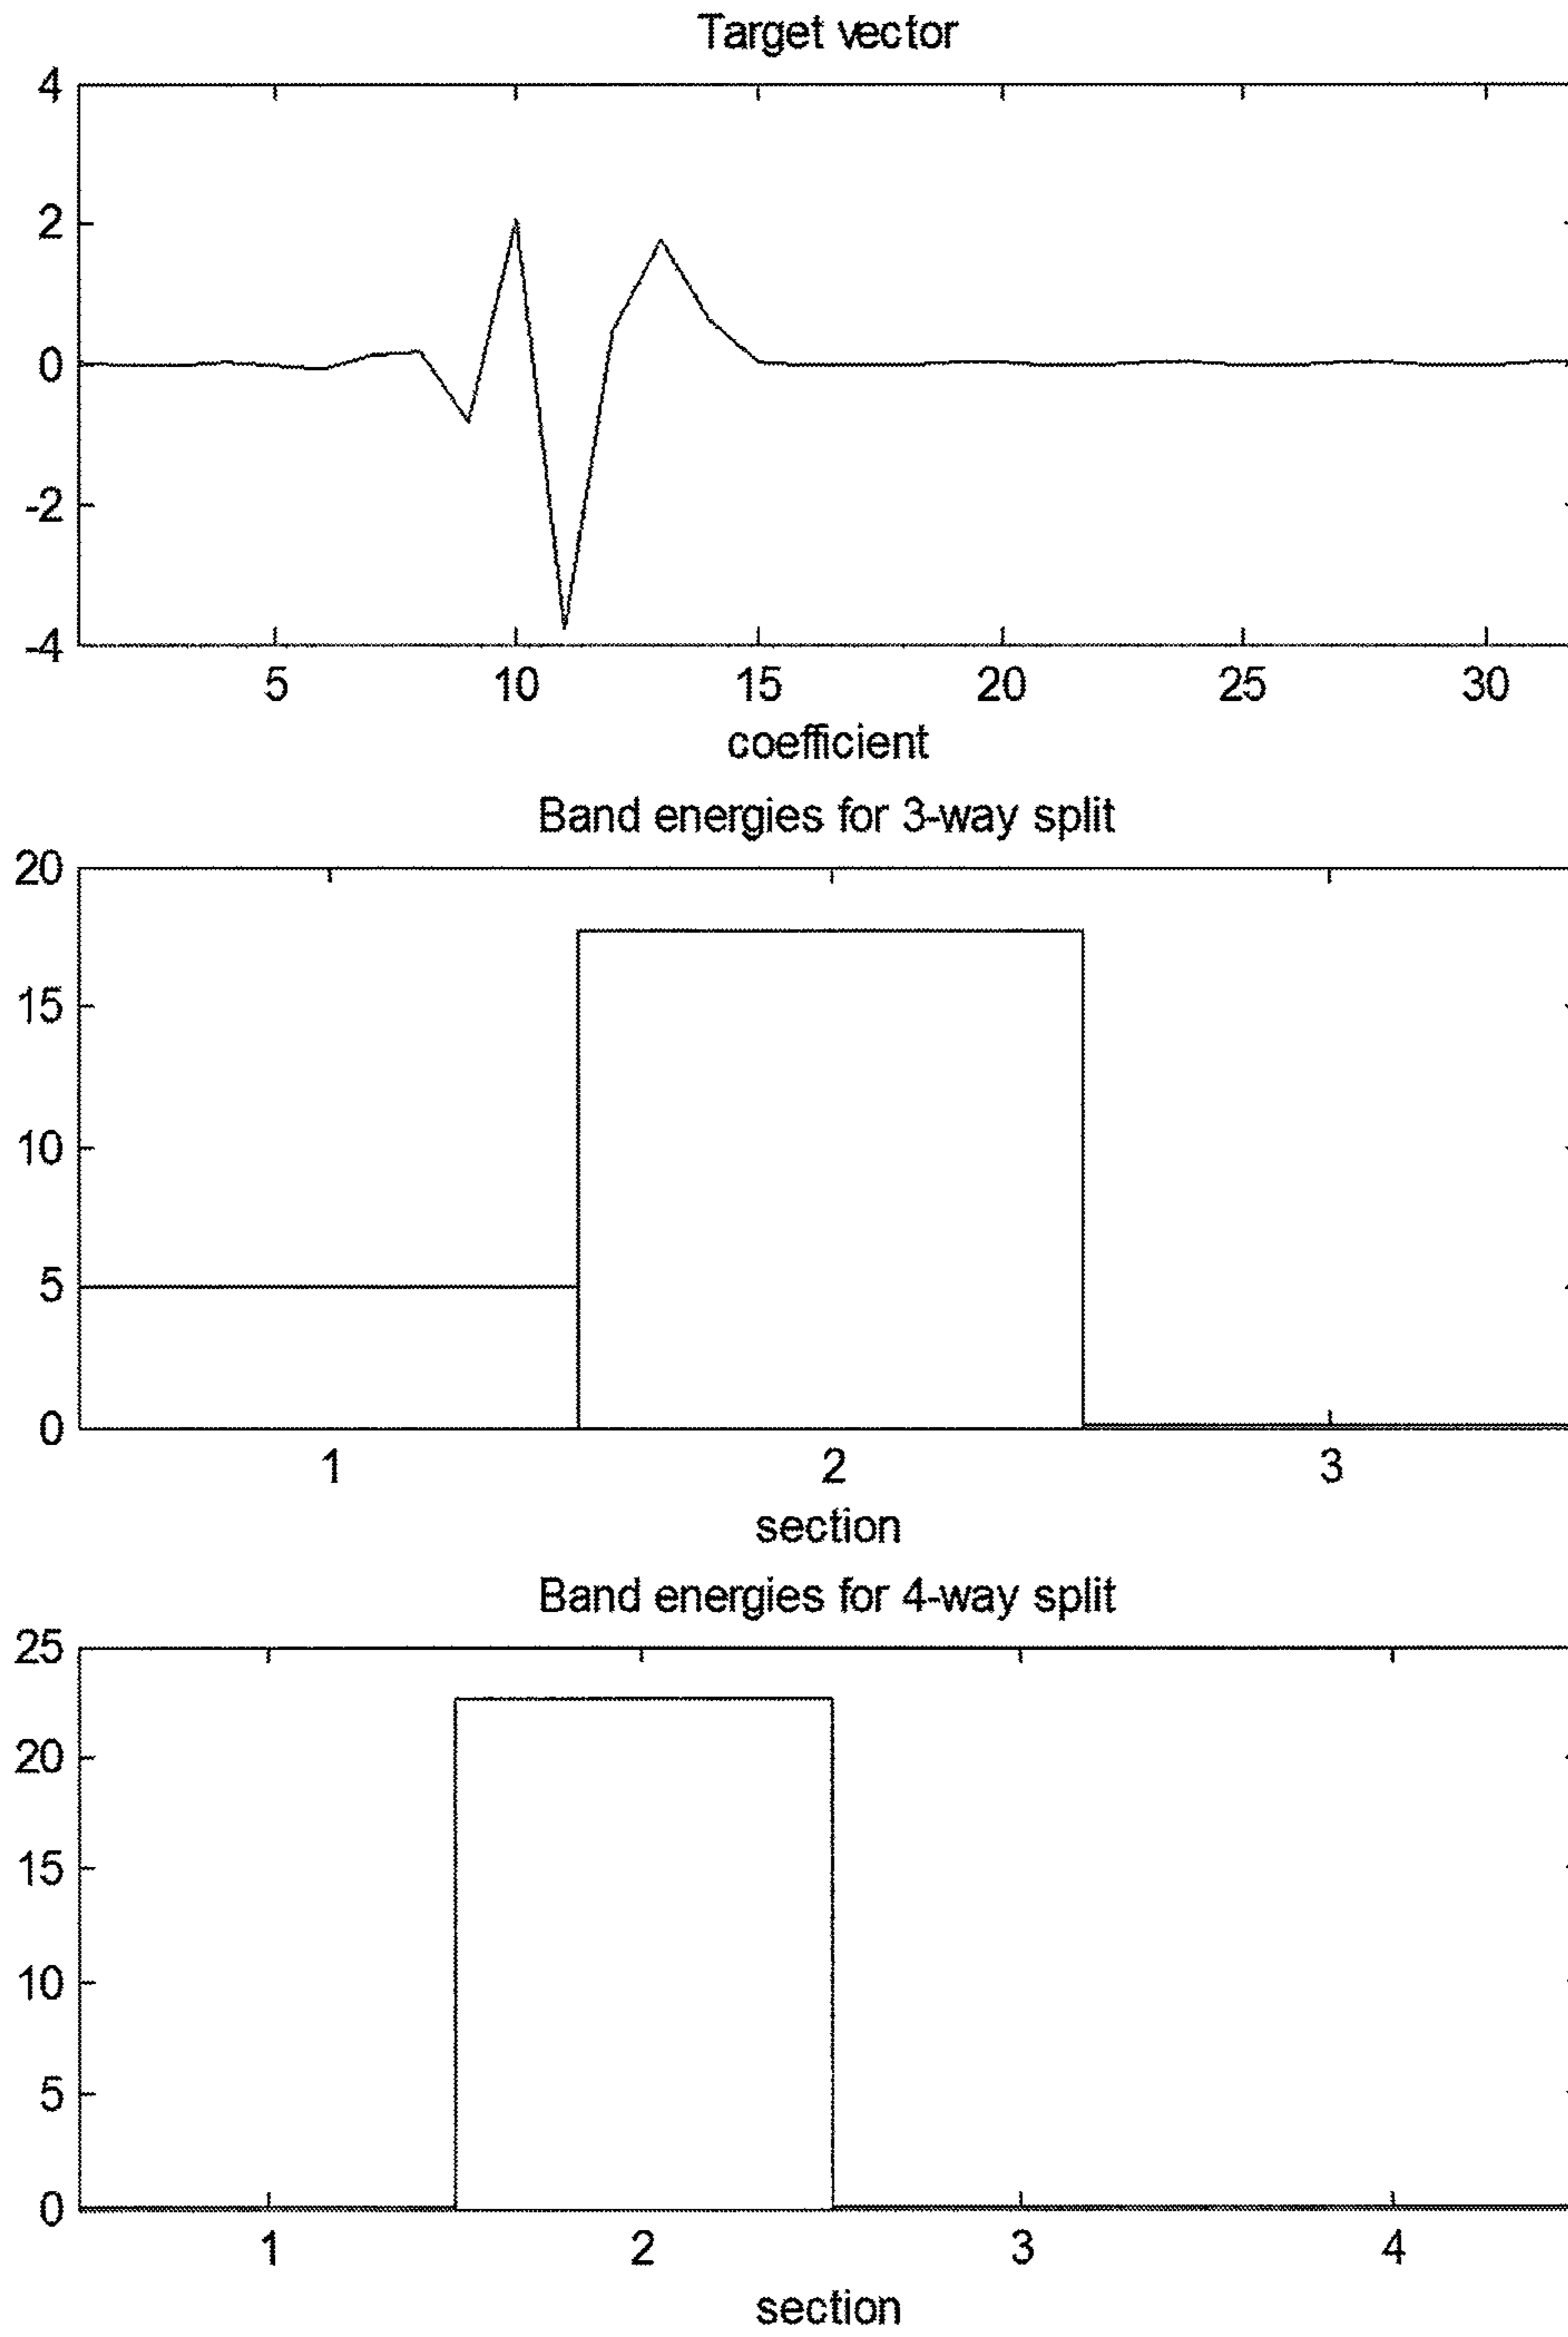 Target vector
4
2
0
-2
-4
5 10 15 20 25 30
coefficient
Band energies for 3-way split
20
15
10
5
0
1 2 3
section
Band energies for 4-way split
25
20
15
10
5
0
1 2 3 4
section